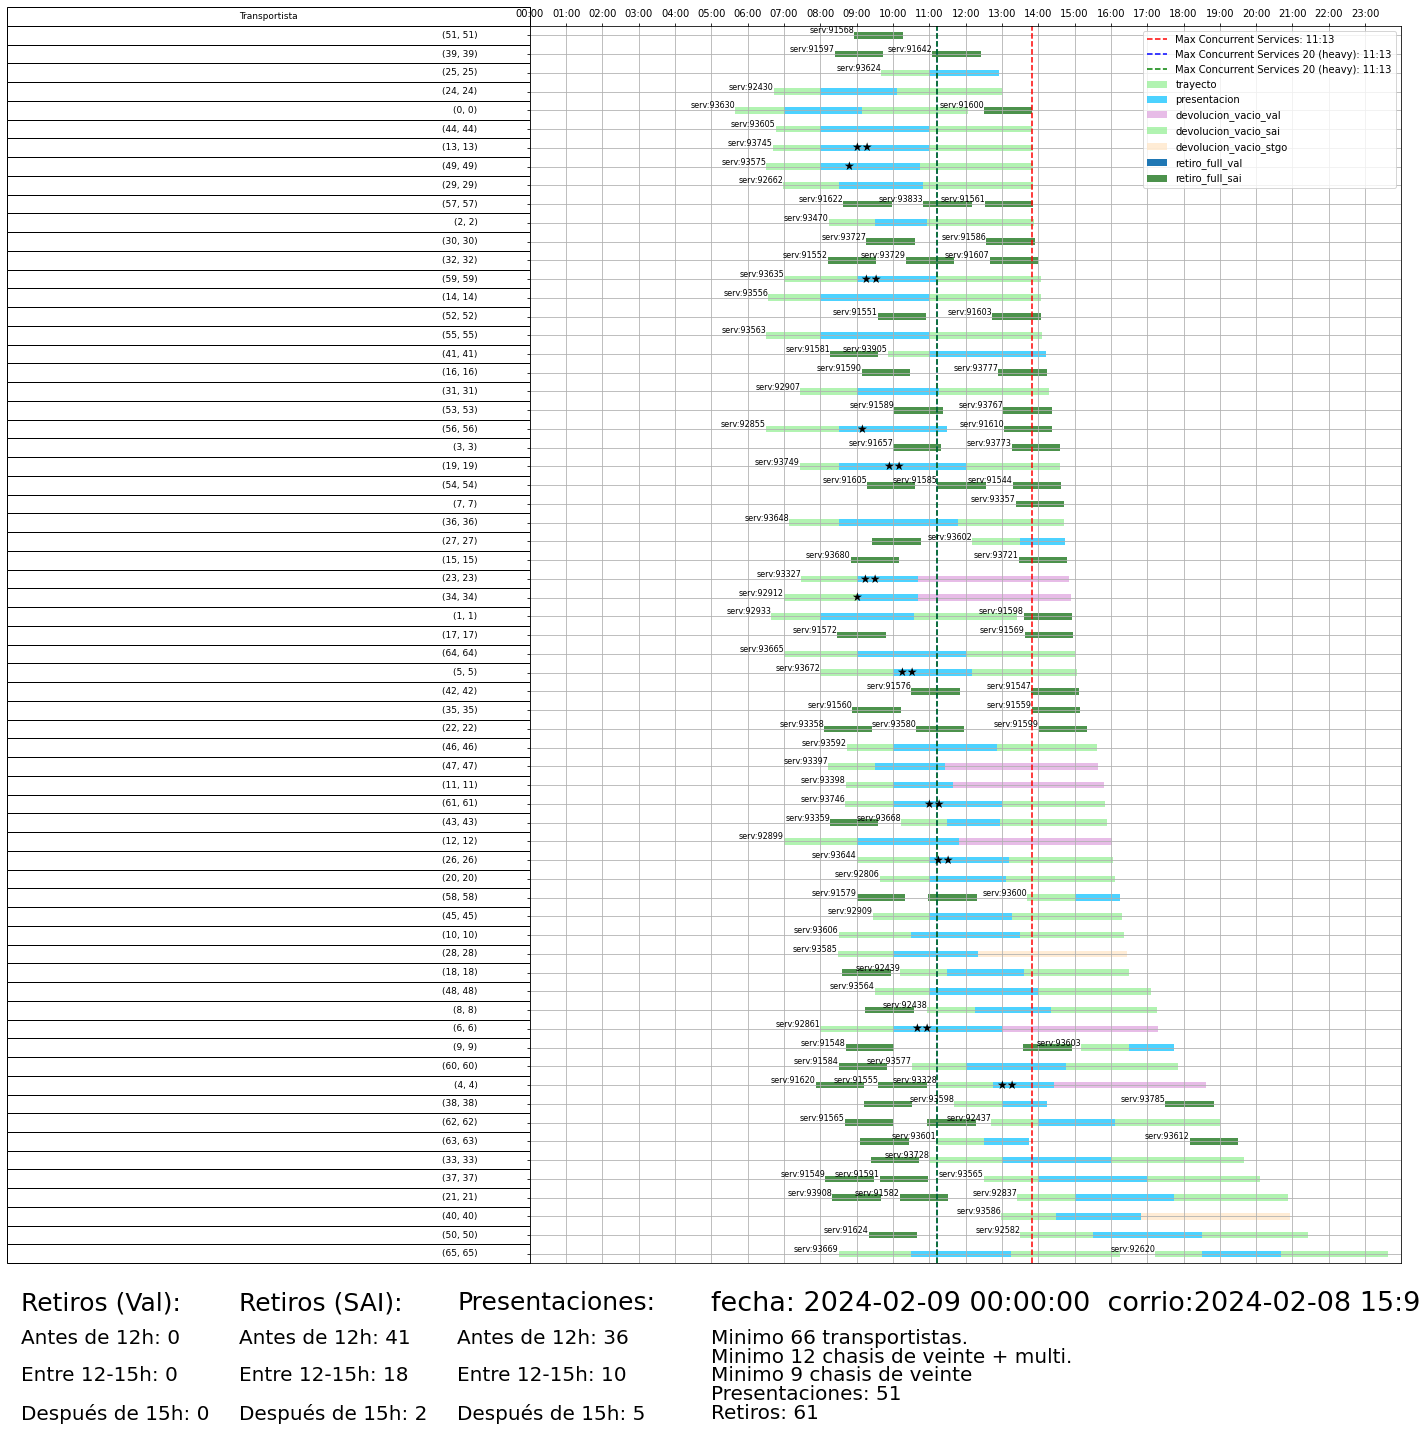 Transportista
00:00 01:00 02:00 03:00 04:00 05:00 06:00 07:00 08:00 09:00 10:00 11:00 12:00 13:00 14:00 15:00 16:00 17:00 18:00 19:00 20:00 21:00 22:00 23:00
Max Concurrent Services: 11:13
Max Concurrent Services 20 (heavy): 11:13
Max Concurrent Services 20 (heavy): 11:13
trayecto
presentacion
devolucion_vacio_val
devolucion_vacio_sai
devolucion_vacio_stgo
retiro_full_val
retiro_full_sai
(51, 51) serv:91568
(39, 39) serv:91597 serv:91642
(25, 25) serv:93624
(24, 24) serv:92430
(0, 0) serv:93630 serv:91600
(44, 44) serv:93605
(13, 13) serv:93745
(49, 49) serv:93575
(29, 29) serv:92662
(57, 57) serv:91622 serv:93833 serv:91561
(2, 2) serv:93470
(30, 30) serv:93727 serv:91586
(32, 32) serv:91552 serv:93729 serv:91607
(59, 59) serv:93635
(14, 14) serv:93556
(52, 52) serv:91551 serv:91603
(55, 55) serv:93563
(41, 41) serv:91581 serv:93905
(16, 16) serv:91590 serv:93777
(31, 31) serv:92907
(53, 53) serv:91589 serv:93767
(56, 56) serv:92855 serv:91610
(3, 3) serv:91657 serv:93773
(19, 19) serv:93749
(54, 54) serv:91605 serv:91585 serv:91544
(7, 7) serv:93357
(36, 36) serv:93648
(27, 27) serv:93602
(15, 15) serv:93680 serv:93721
(23, 23) serv:93327
(34, 34) serv:92912
(1, 1) serv:92933 serv:91598
(17, 17) serv:91572 serv:91569
(64, 64) serv:93665
(5, 5) serv:93672
(42, 42) serv:91576 serv:91547
(35, 35) serv:91560 serv:91559
(22, 22) serv:93358 serv:93580 serv:91599
(46, 46) serv:93592
(47, 47) serv:93397
(11, 11) serv:93398
(61, 61) serv:93746
(43, 43) serv:93359 serv:93668
(12, 12) serv:92899
(26, 26) serv:93644
(20, 20) serv:92806
(58, 58) serv:91579 serv:93600
(45, 45) serv:92909
(10, 10) serv:93606
(28, 28) serv:93585
(18, 18) serv:92439
(48, 48) serv:93564
(8, 8) serv:92438
(6, 6) serv:92861
(9, 9) serv:91548 serv:93603
(60, 60) serv:91584 serv:93577
(4, 4) serv:91620 serv:91555 serv:93328
(38, 38) serv:93598 serv:93785
(62, 62) serv:91565 serv:92437
(63, 63) serv:93601 serv:93612
(33, 33) serv:93728
(37, 37) serv:91549 serv:91591 serv:93565
(21, 21) serv:93908 serv:91582 serv:92837
(40, 40) serv:93586
(50, 50) serv:91624 serv:92582
(65, 65) serv:93669 serv:92620
Retiros (Val):
Antes de 12h: 0
Entre 12-15h: 0
Después de 15h: 0
Retiros (SAI):
Antes de 12h: 41
Entre 12-15h: 18
Después de 15h: 2
Presentaciones:
Antes de 12h: 36
Entre 12-15h: 10
Después de 15h: 5
fecha: 2024-02-09 00:00:00 corrio:2024-02-08 15:9
Minimo 66 transportistas.
Minimo 12 chasis de veinte + multi.
Minimo 9 chasis de veinte
Presentaciones: 51
Retiros: 61